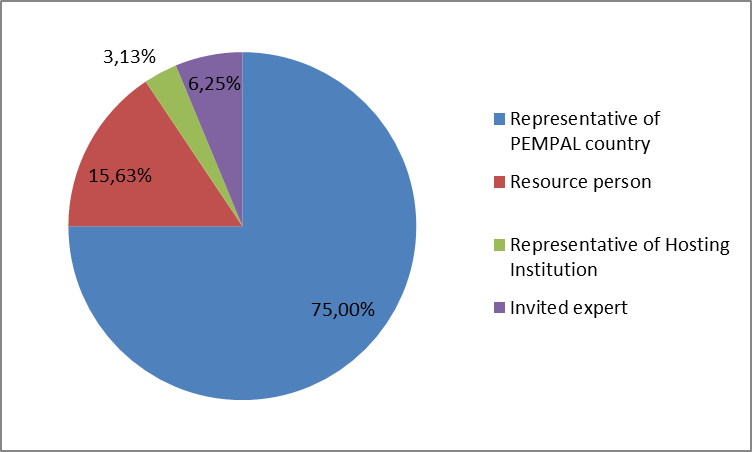 3,13%
6,25%
15,63%
75,00%
Representative of
PEMPAL country
Resource person
Representative of Hosting
Institution
Invited expert